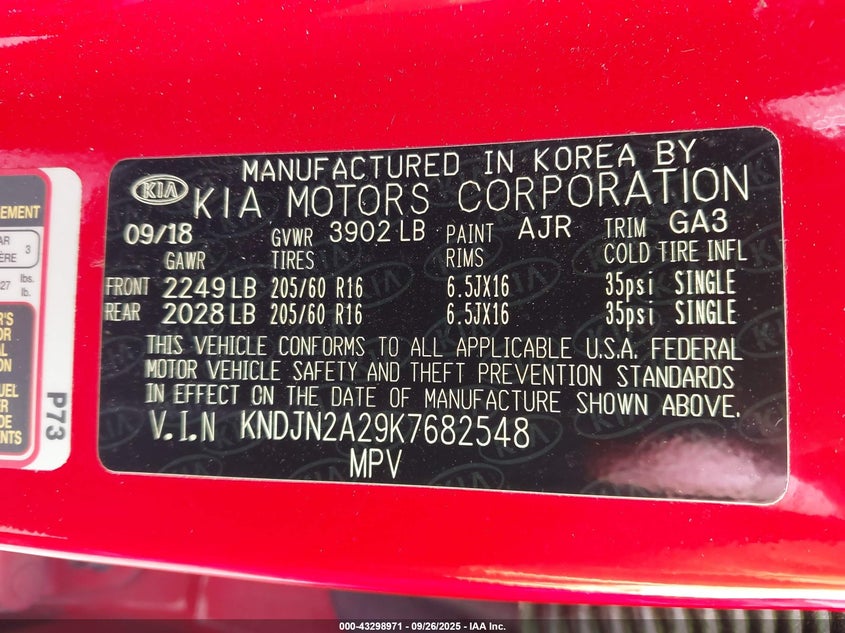 MANUFACTURED IN KOREA BY
KIA KIA MOTORS CORPORATION
09/18 GVWR 3902 LB PAINT AJR TRIM GA3
GAWR TIRES RIMS COLD TIRE INFL
FRONT 2249 LB 205/60 R16 6.5JX16 35psi SINGLE
REAR 2028 LB 205/60 R16 6.5JX16 35psi SINGLE
THIS VEHICLE CONFORMS TO ALL APPLICABLE U.S.A. FEDERAL
MOTOR VEHICLE SAFETY AND THEFT PREVENTION STANDARDS
IN EFFECT ON THE DATE OF MANUFACTURE SHOWN ABOVE.
V.I.N KNDJN2A29K7682548
MPV
EMENT
3
lbs.
lb.
P73
000-43298971 - 09/26/2025 - IAA Inc.